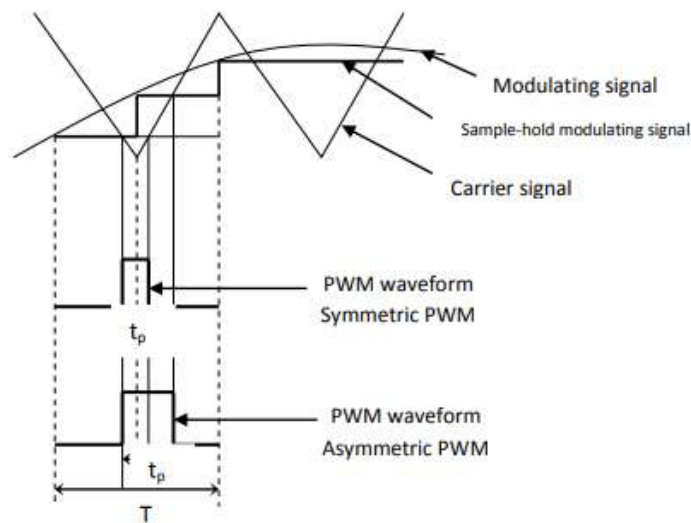 Modulating signal
Sample-hold modulating signal
Carrier signal
PWM waveform
Symmetric PWM
tp
PWM waveform
Asymmetric PWM
tp
T